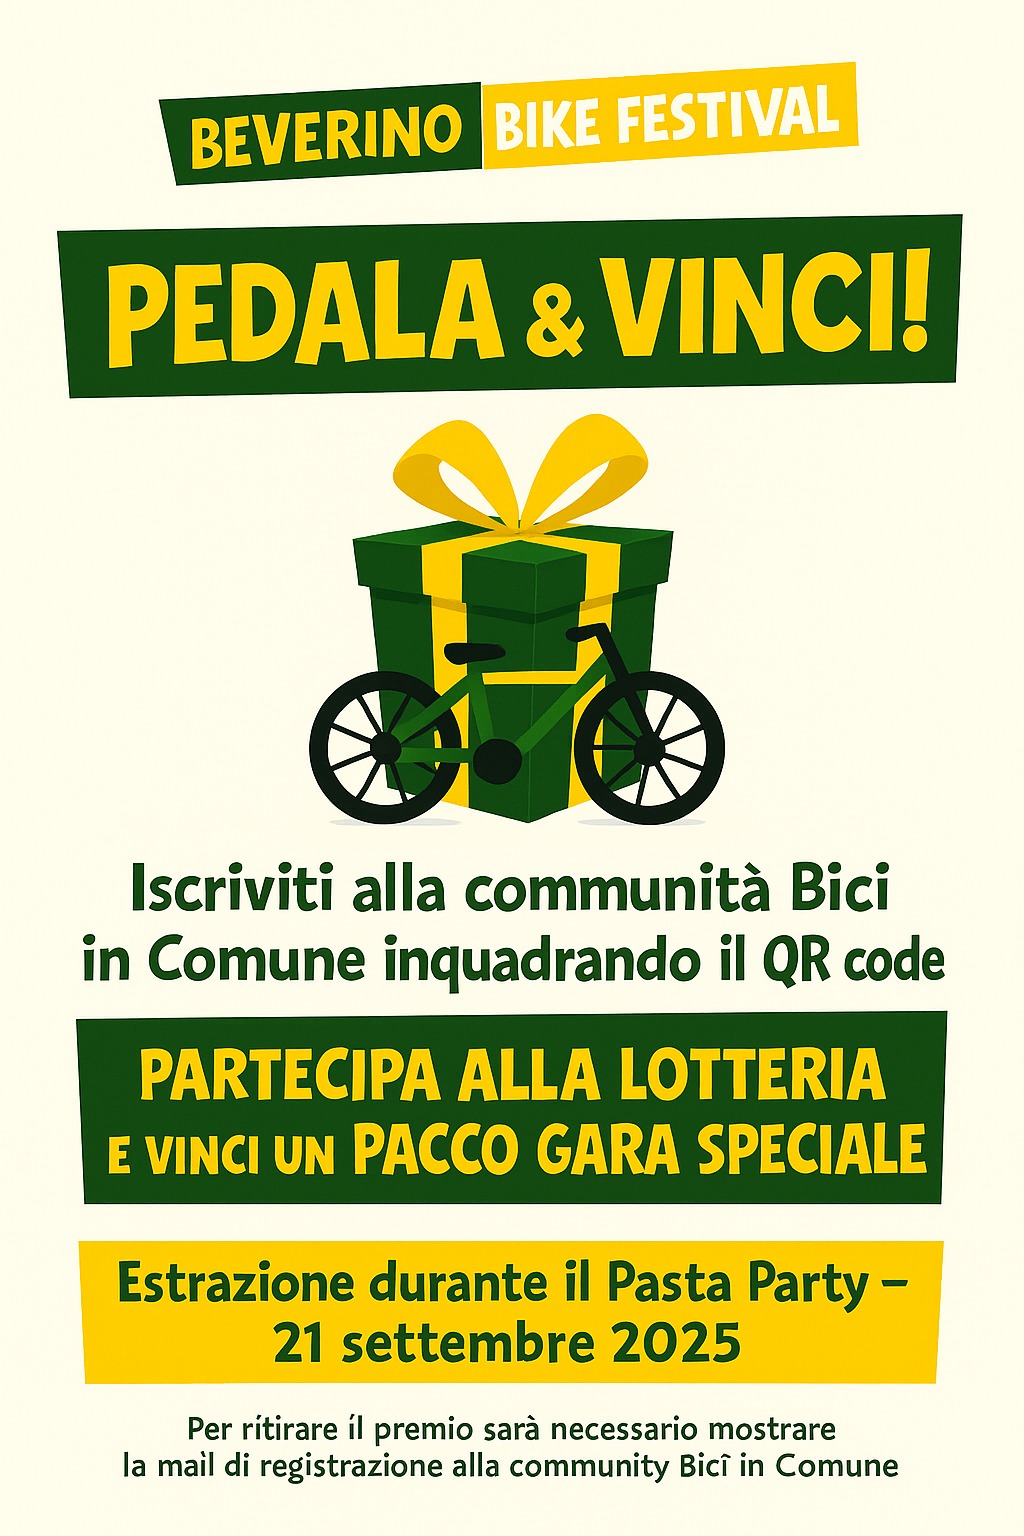 BEVERINO BIKE FESTIVAL
PEDALA & VINCI!
Iscriviti alla communità Bici
in Comune inquadrando il QR code
PARTECIPA ALLA LOTTERIA
E VINCI UN PACCO GARA SPECIALE
Estrazione durante il Pasta Party –
21 settembre 2025
Per rítirare íl premio sarà necessario mostrare
la maìl di registrazione alla community Bicî in Comune